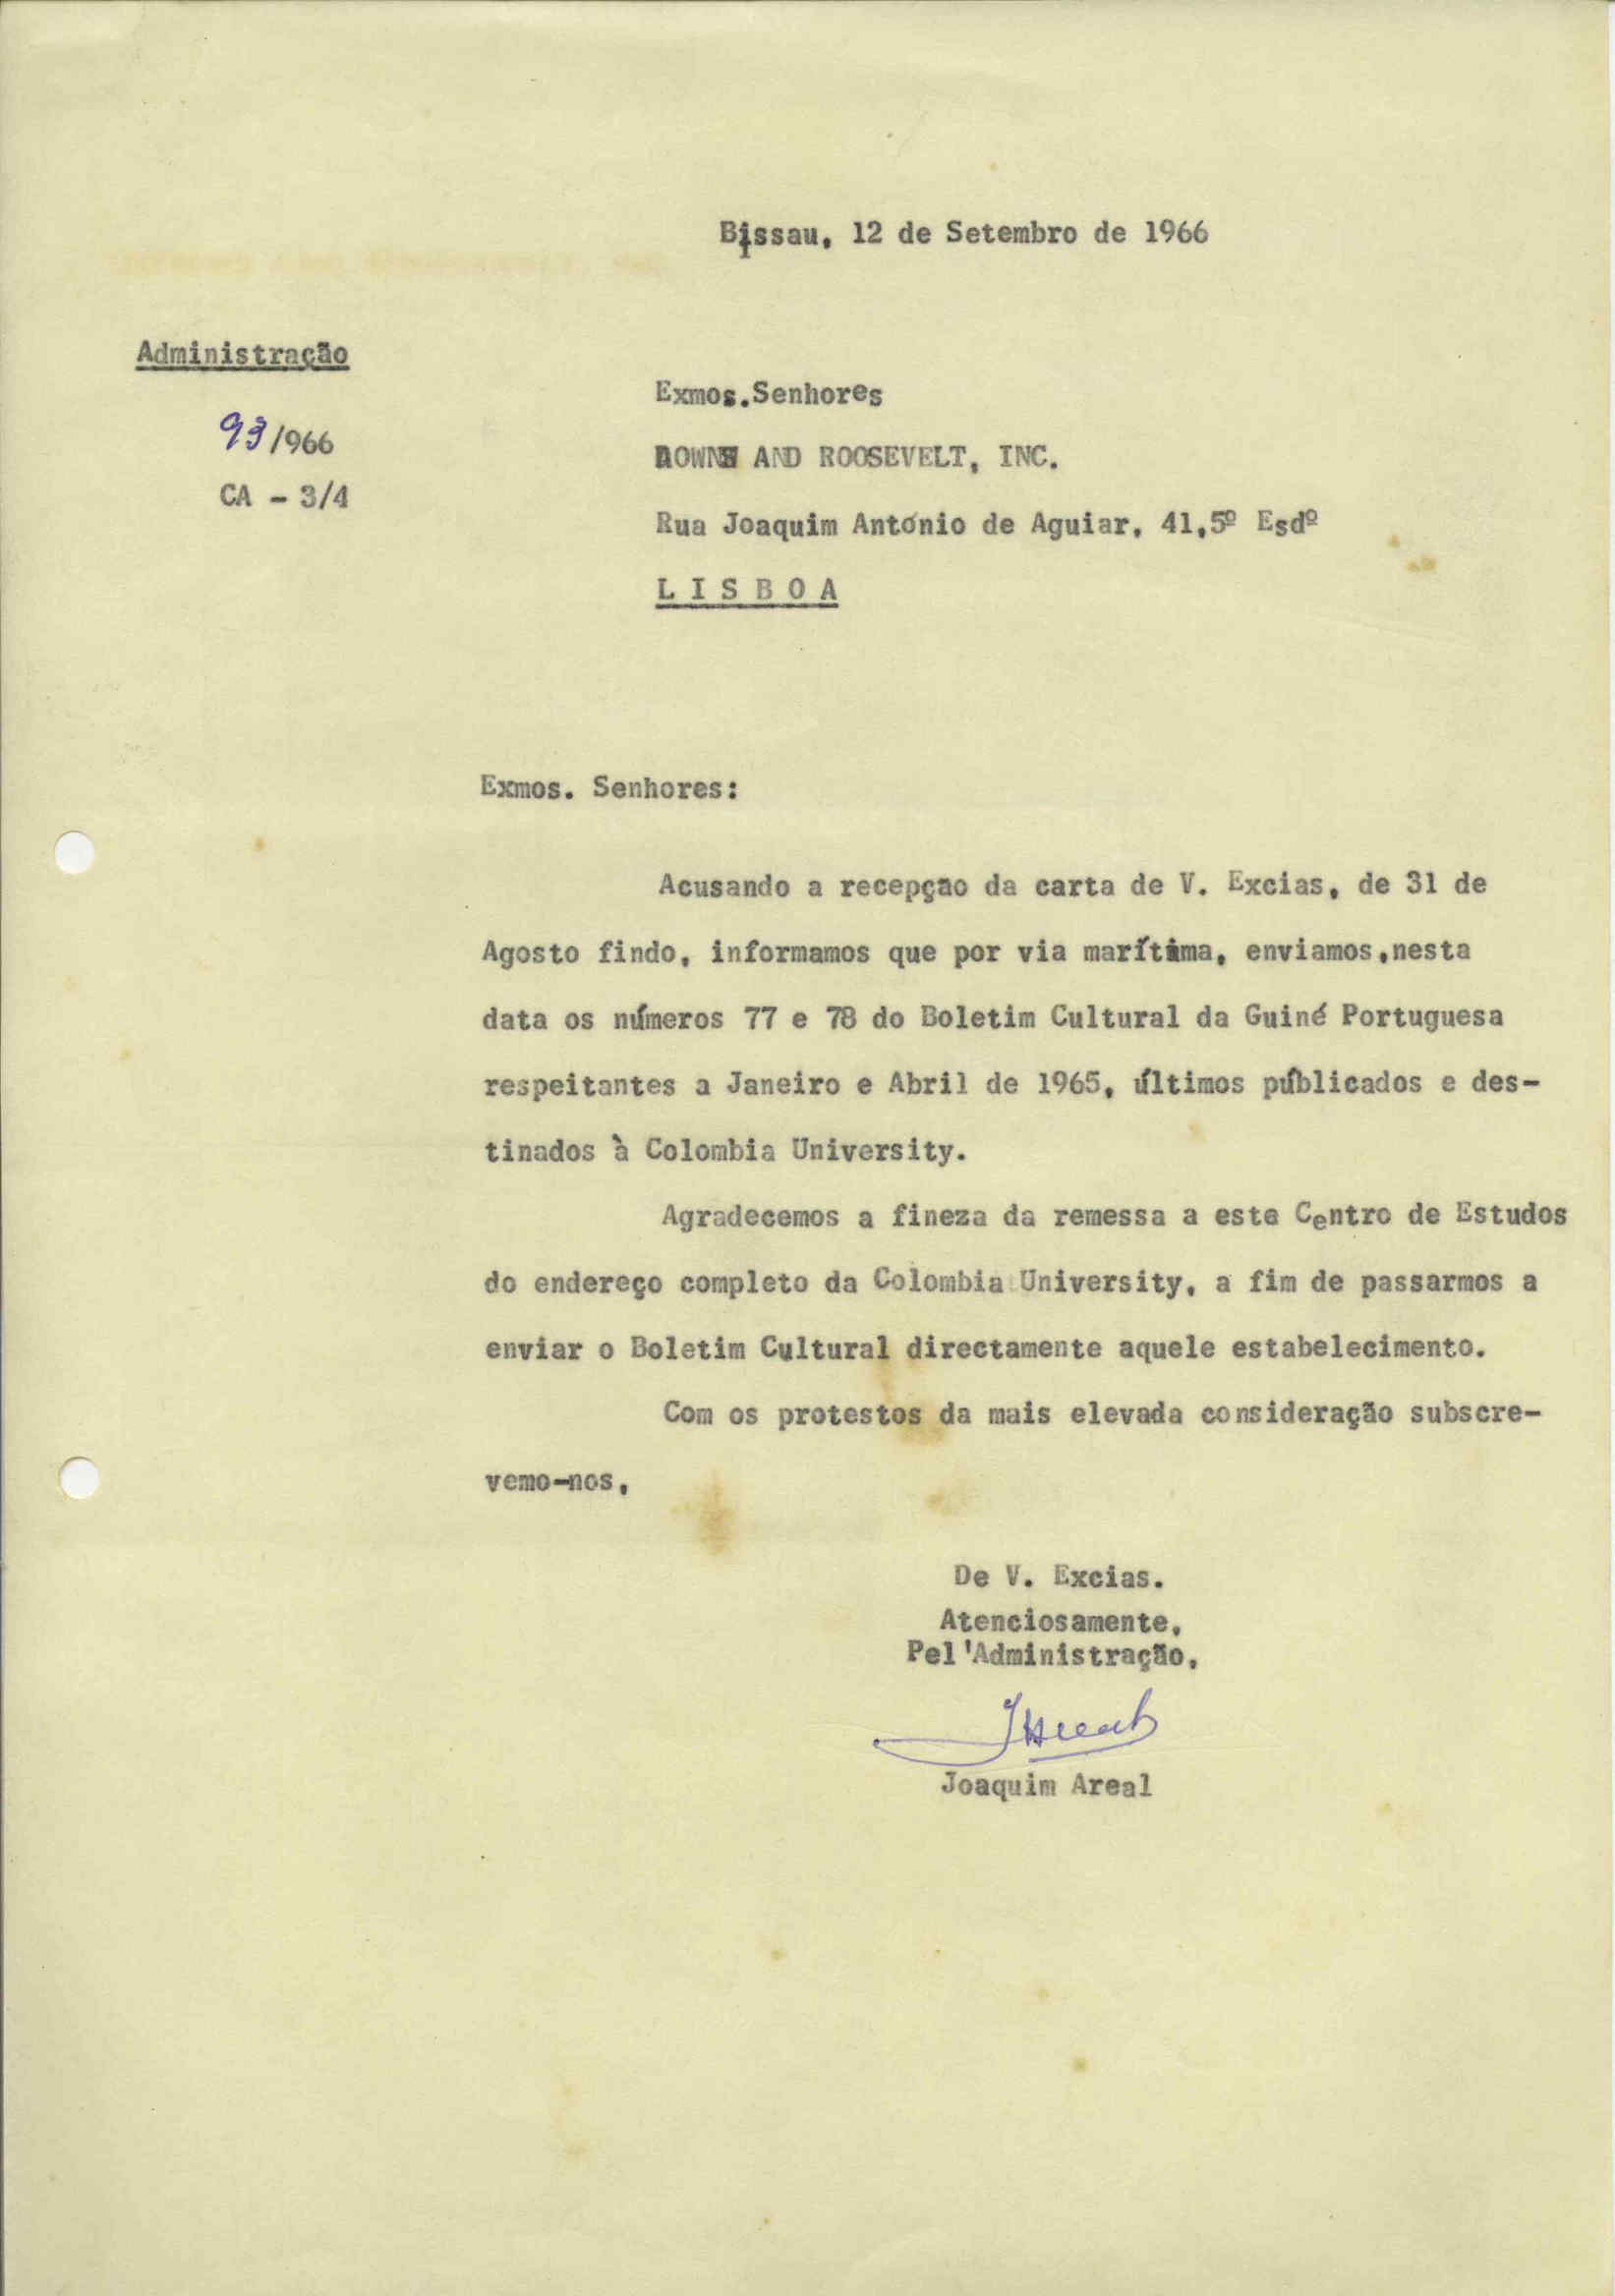 Bissau, 12 de Setembro de 1966
Administração
93/966
CA - 3/4
Exmos.Senhores
DOWNS AND ROOSEVELT, INC.
Rua Joaquim António de Aguiar, 41,5º Esdº
LISBOA
Exmos. Senhores:
Acusando a recepçao da carta de V. Excias, de 31 de
Agosto findo, informamos que por via marítima, enviamos,nesta
data os números 77 e 78 do Boletim Cultural da Guiné Portuguesa
respeitantes a Janeiro e Abril de 1965, últimos públicados e des-
tinados à Colombia University.
Agradecemos a fineza da remessa a este Centro de Estudos
do endereço completo da Colombia University, a fim de passarmos a
enviar o Boletim Cultural directamente aquele estabelecimento.
Com os protestos da mais elevada consideração subscre-
vemo-nos,
De V. Excias.
Atenciosamente,
Pel'Administração,
JAreal
Joaquim Areal